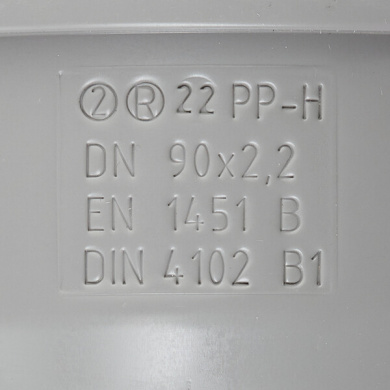 ② Ⓡ 22 PP-H
DN 90x2,2
EN 1451 B
DIN 4102 B1